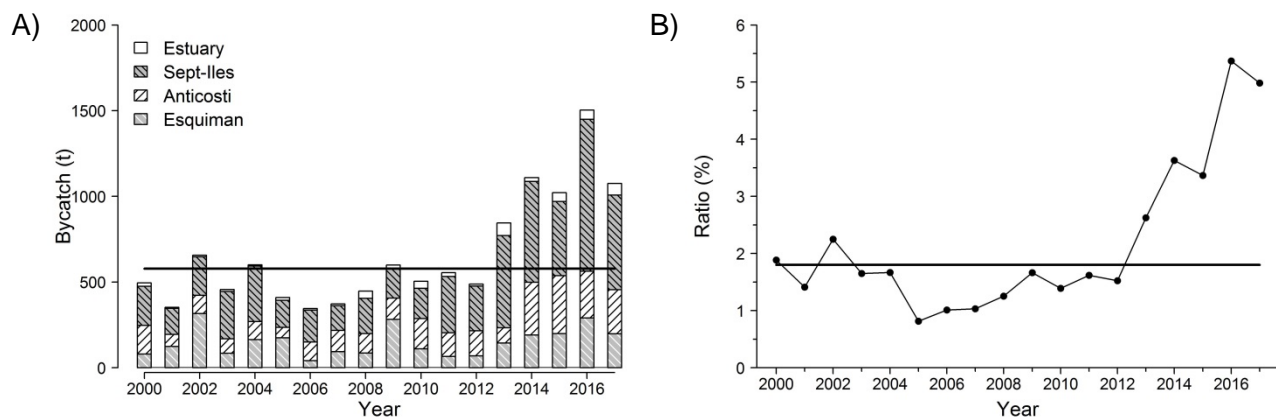 A)
2000
1500
1000
500
0
Bycatch (t)
Estuary
Sept-Iles
Anticosti
Esquiman
2000 2002 2004 2006 2008 2010 2012 2014 2016
Year
B)
6
5
4
3
2
1
0
Ratio (%)
2000 2002 2004 2006 2008 2010 2012 2014 2016
Year